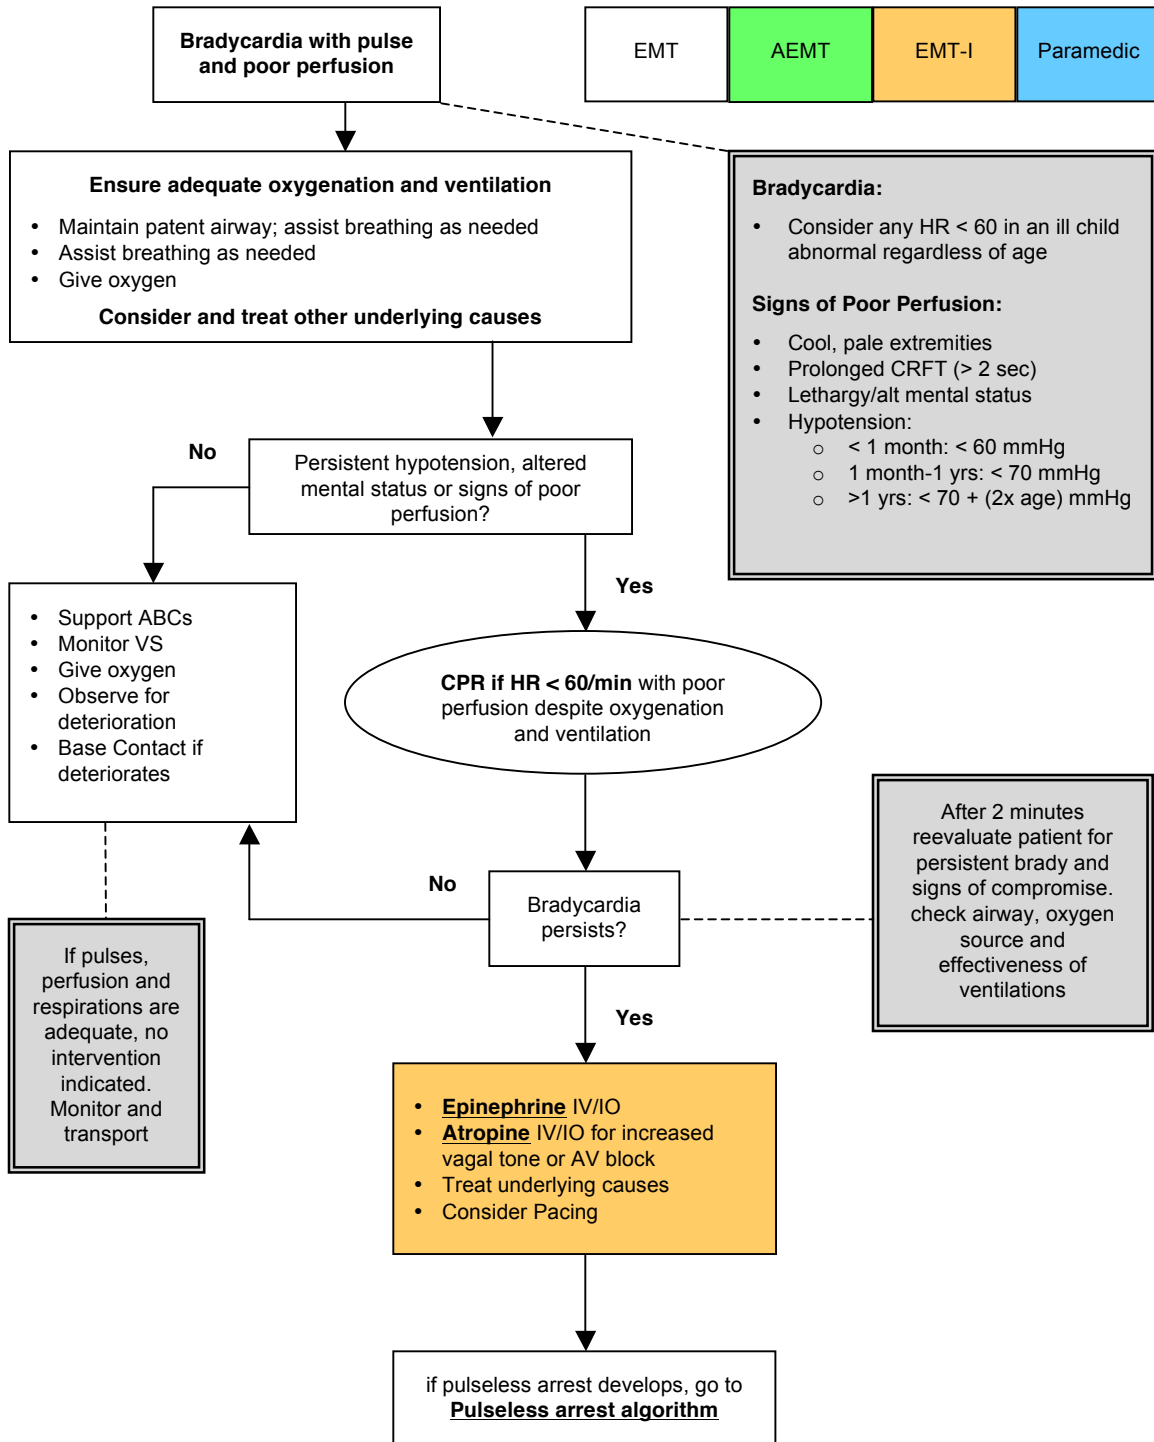 Bradycardia with pulse
and poor perfusion
EMT
AEMT
EMT-I
Paramedic
Ensure adequate oxygenation and ventilation
• Maintain patent airway; assist breathing as needed
• Assist breathing as needed
• Give oxygen
Consider and treat other underlying causes
Bradycardia:
• Consider any HR < 60 in an ill child
abnormal regardless of age
Signs of Poor Perfusion:
• Cool, pale extremities
• Prolonged CRFT (> 2 sec)
• Lethargy/alt mental status
• Hypotension:
o < 1 month: < 60 mmHg
o 1 month-1 yrs: < 70 mmHg
o >1 yrs: < 70 + (2x age) mmHg
No
Persistent hypotension, altered
mental status or signs of poor
perfusion?
Yes
• Support ABCs
• Monitor VS
• Give oxygen
• Observe for
deterioration
• Base Contact if
deteriorates
CPR if HR < 60/min with poor
perfusion despite oxygenation
and ventilation
After 2 minutes
reevaluate patient for
persistent brady and
signs of compromise.
check airway, oxygen
source and
effectiveness of
ventilations
No
Bradycardia
persists?
Yes
If pulses,
perfusion and
respirations are
adequate, no
intervention
indicated.
Monitor and
transport
• Epinephrine IV/IO
• Atropine IV/IO for increased
vagal tone or AV block
• Treat underlying causes
• Consider Pacing
if pulseless arrest develops, go to
Pulseless arrest algorithm